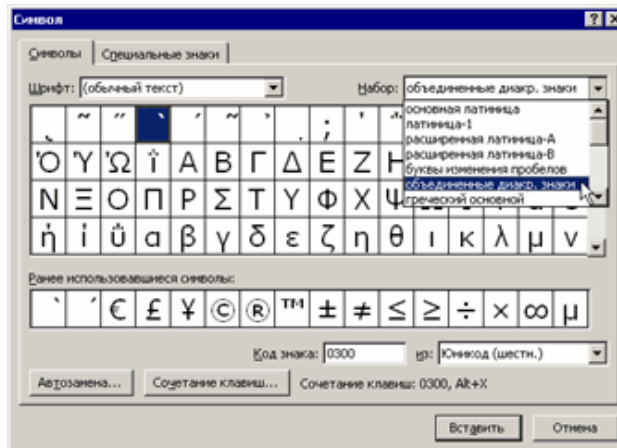 Символ
Символы Специальные знаки
Шрифт: (обычный текст) Набор: объединенные диакр. знаки
основная латиница
латиница-1
расширенная латиница-A
расширенная латиница-B
буквы изменения пробелов
объединенные диакр. знаки
греческий основной
Ό Ύ Ώ ΐ Α Β Γ Δ Ε Ζ Η
Ν Ξ Ο Π Ρ Σ Τ Υ Φ Χ Ψ
ή ί ΰ α β γ δ ε ζ η θ ι κ λ μ ν
Ранее использовавшиеся символы:
̀ ́ € £ ¥ © ® ™ ± ≠ ≤ ≥ ÷ × ∞ µ
Код знака: 0300 из: Юникод (шестн.)
Автозамена... Сочетание клавиш... Сочетание клавиш: 0300, Alt+X
Вставить Отмена